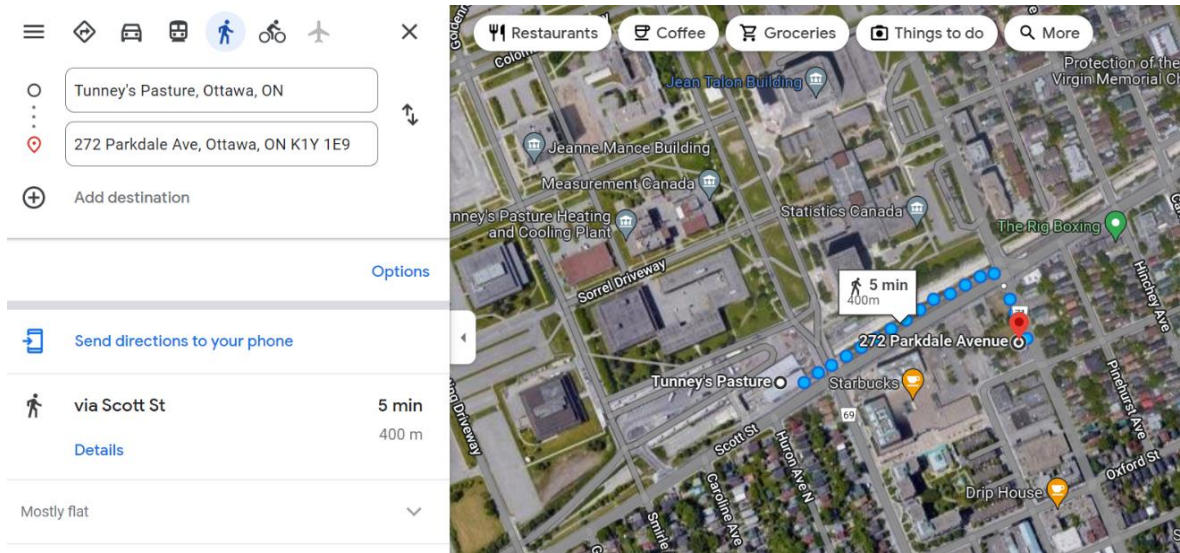 Tunney's Pasture, Ottawa, ON
272 Parkdale Ave, Ottawa, ON K1Y 1E9
Add destination
Options
Send directions to your phone
via Scott St
5 min
400 m
Details
Mostly flat
Restaurants
Coffee
Groceries
Things to do
More
Protection of the
Virgin Memorial Ch
Jean Talon Building
Jeanne Mance Building
Measurement Canada
nney's Pasture Heating
and Cooling Plant
Statistics Canada
The Rig Boxing
Sorrel Driveway
5 min
400m
272 Parkdale Avenue
Tunney's Pasture
Starbucks
69
Scott St
Huron Ave N
Caroline Ave
Smirle
Hinchey Ave
Pinehurst Ave
Oxford St
Drip House
ng Driveway